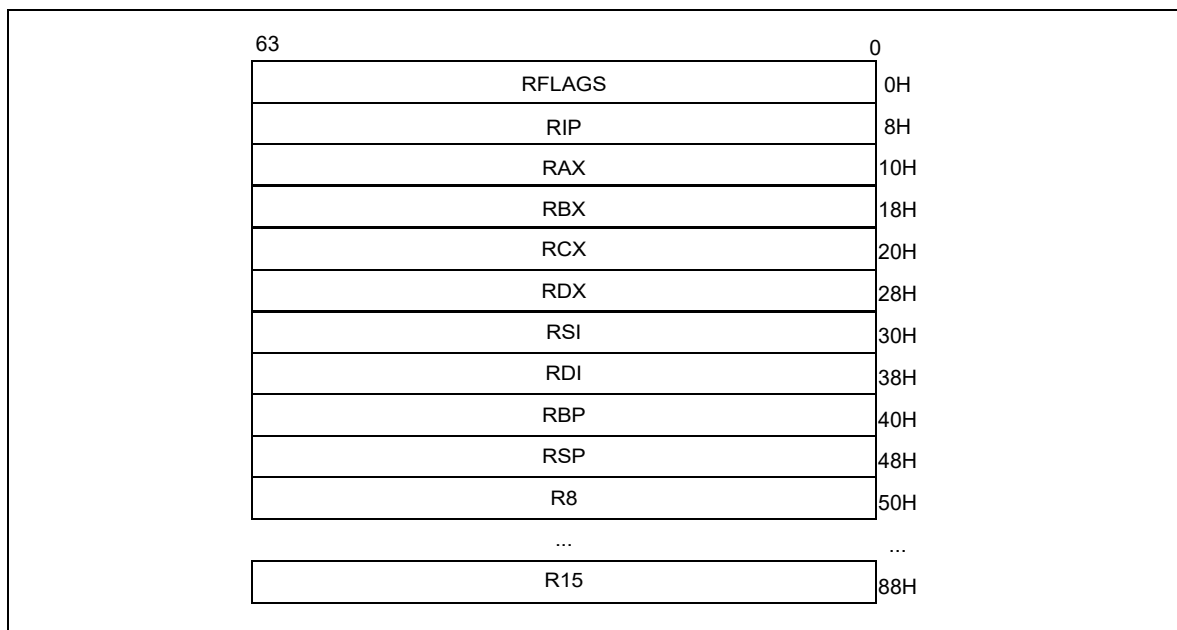 63 0
RFLAGS 0H
RIP 8H
RAX 10H
RBX 18H
RCX 20H
RDX 28H
RSI 30H
RDI 38H
RBP 40H
RSP 48H
R8 50H
... ...
R15 88H